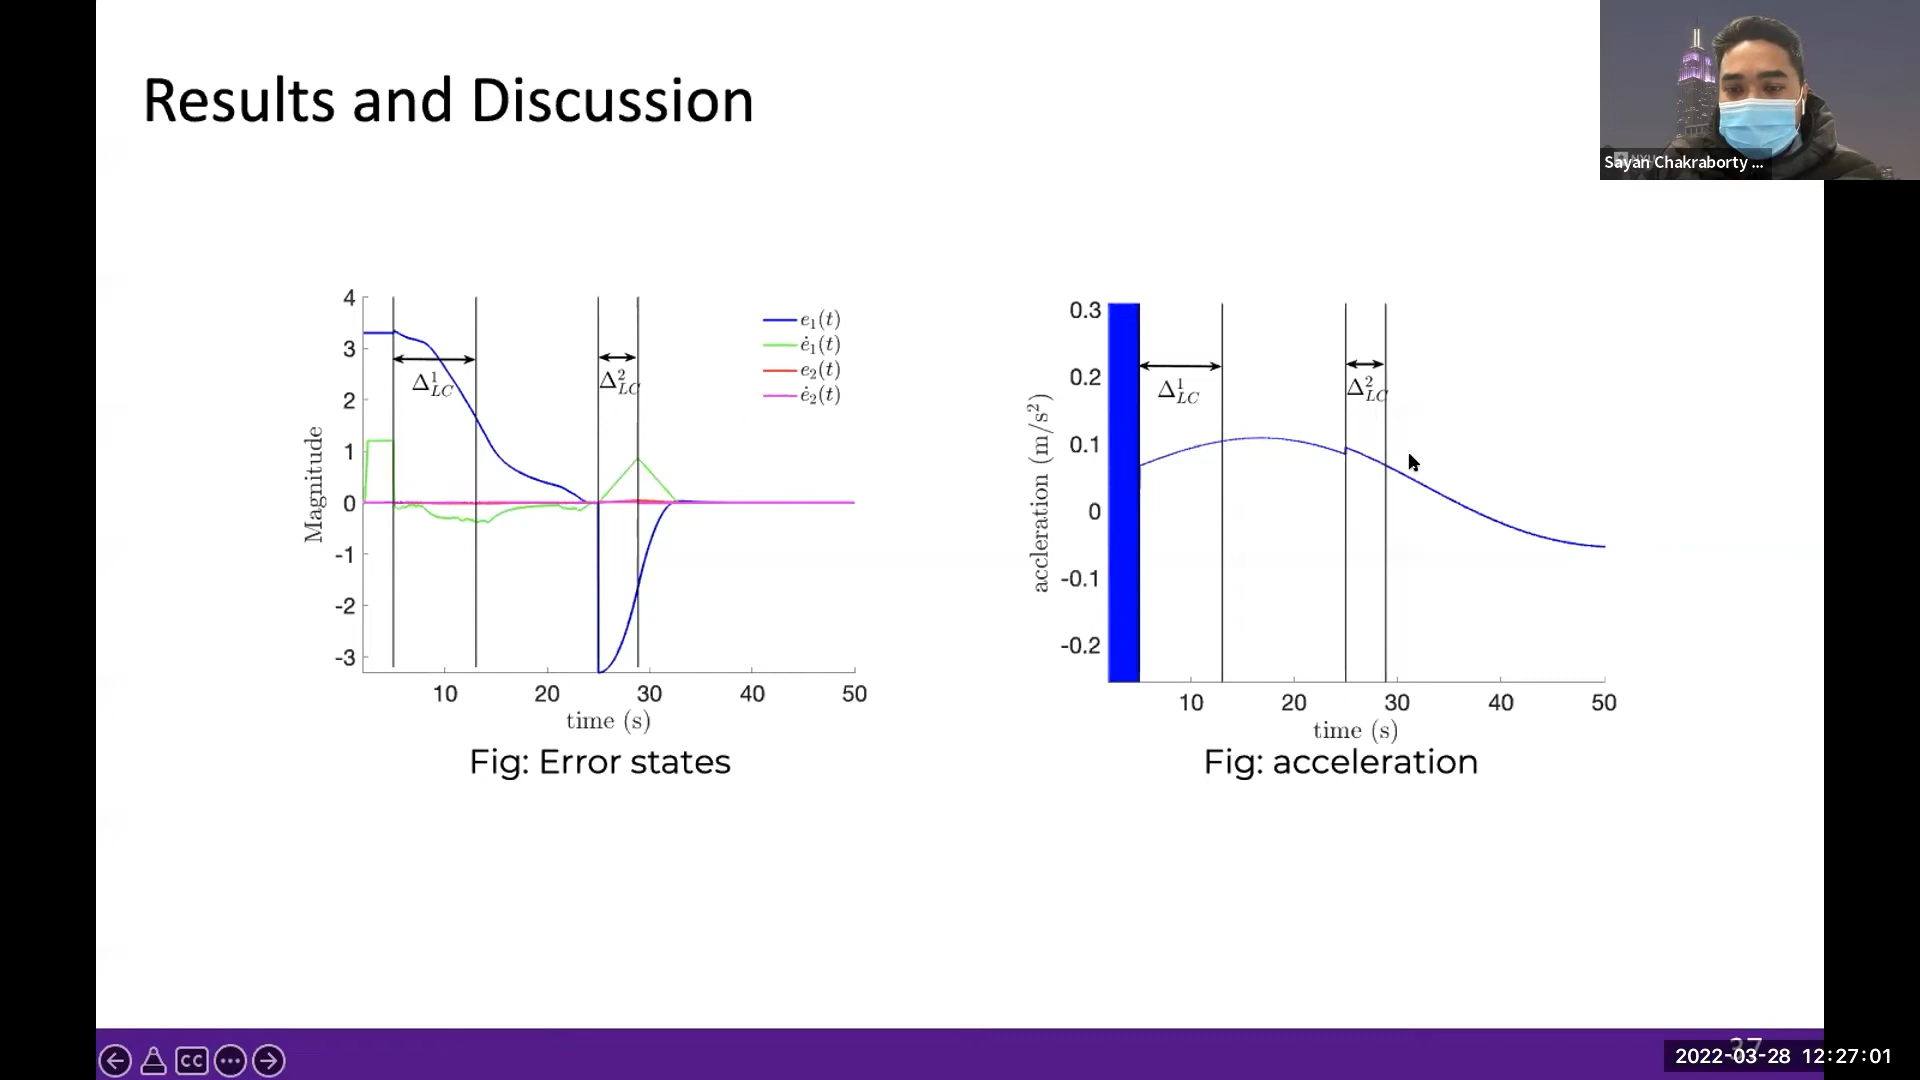 Results and Discussion
Sayan Chakraborty ...
4
3
2
1
0
-1
-2
-3
Magnitude
10 20 30 40 50
time (s)
Δ¹LC
Δ²LC
e₁(t)
ė₁(t)
e₂(t)
ė₂(t)
Fig: Error states
0.3
0.2
0.1
0
-0.1
-0.2
accleration (m/s²)
10 20 30 40 50
time (s)
Δ¹LC
Δ²LC
Fig: acceleration
CC
37
2022-03-28 12:27:01